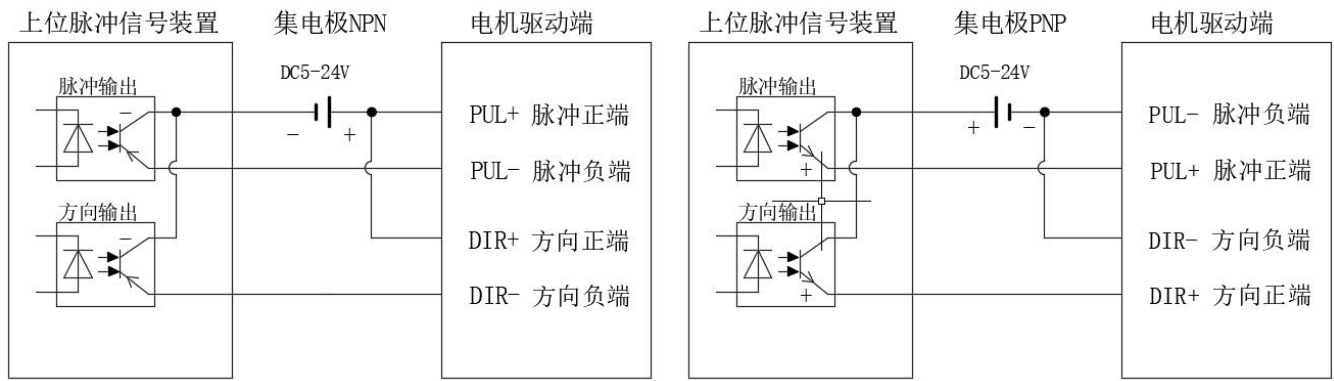 上位脉冲信号装置 集电极NPN 电机驱动端
DC5-24V
脉冲输出
−
− +
PUL+ 脉冲正端
PUL- 脉冲负端
方向输出
−
DIR+ 方向正端
DIR- 方向负端
上位脉冲信号装置 集电极PNP 电机驱动端
DC5-24V
脉冲输出
+ −
PUL- 脉冲负端
+
PUL+ 脉冲正端
方向输出
DIR- 方向负端
+
DIR+ 方向正端